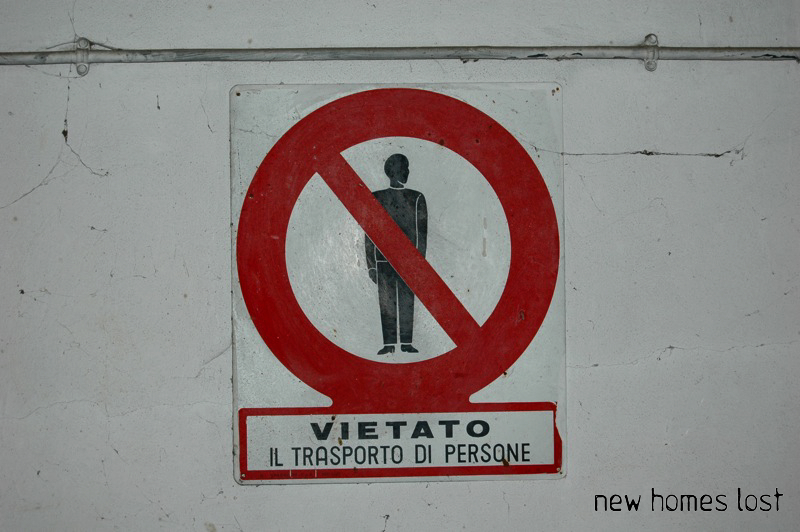 VIETATO
IL TRASPORTO DI PERSONE
new homes lost